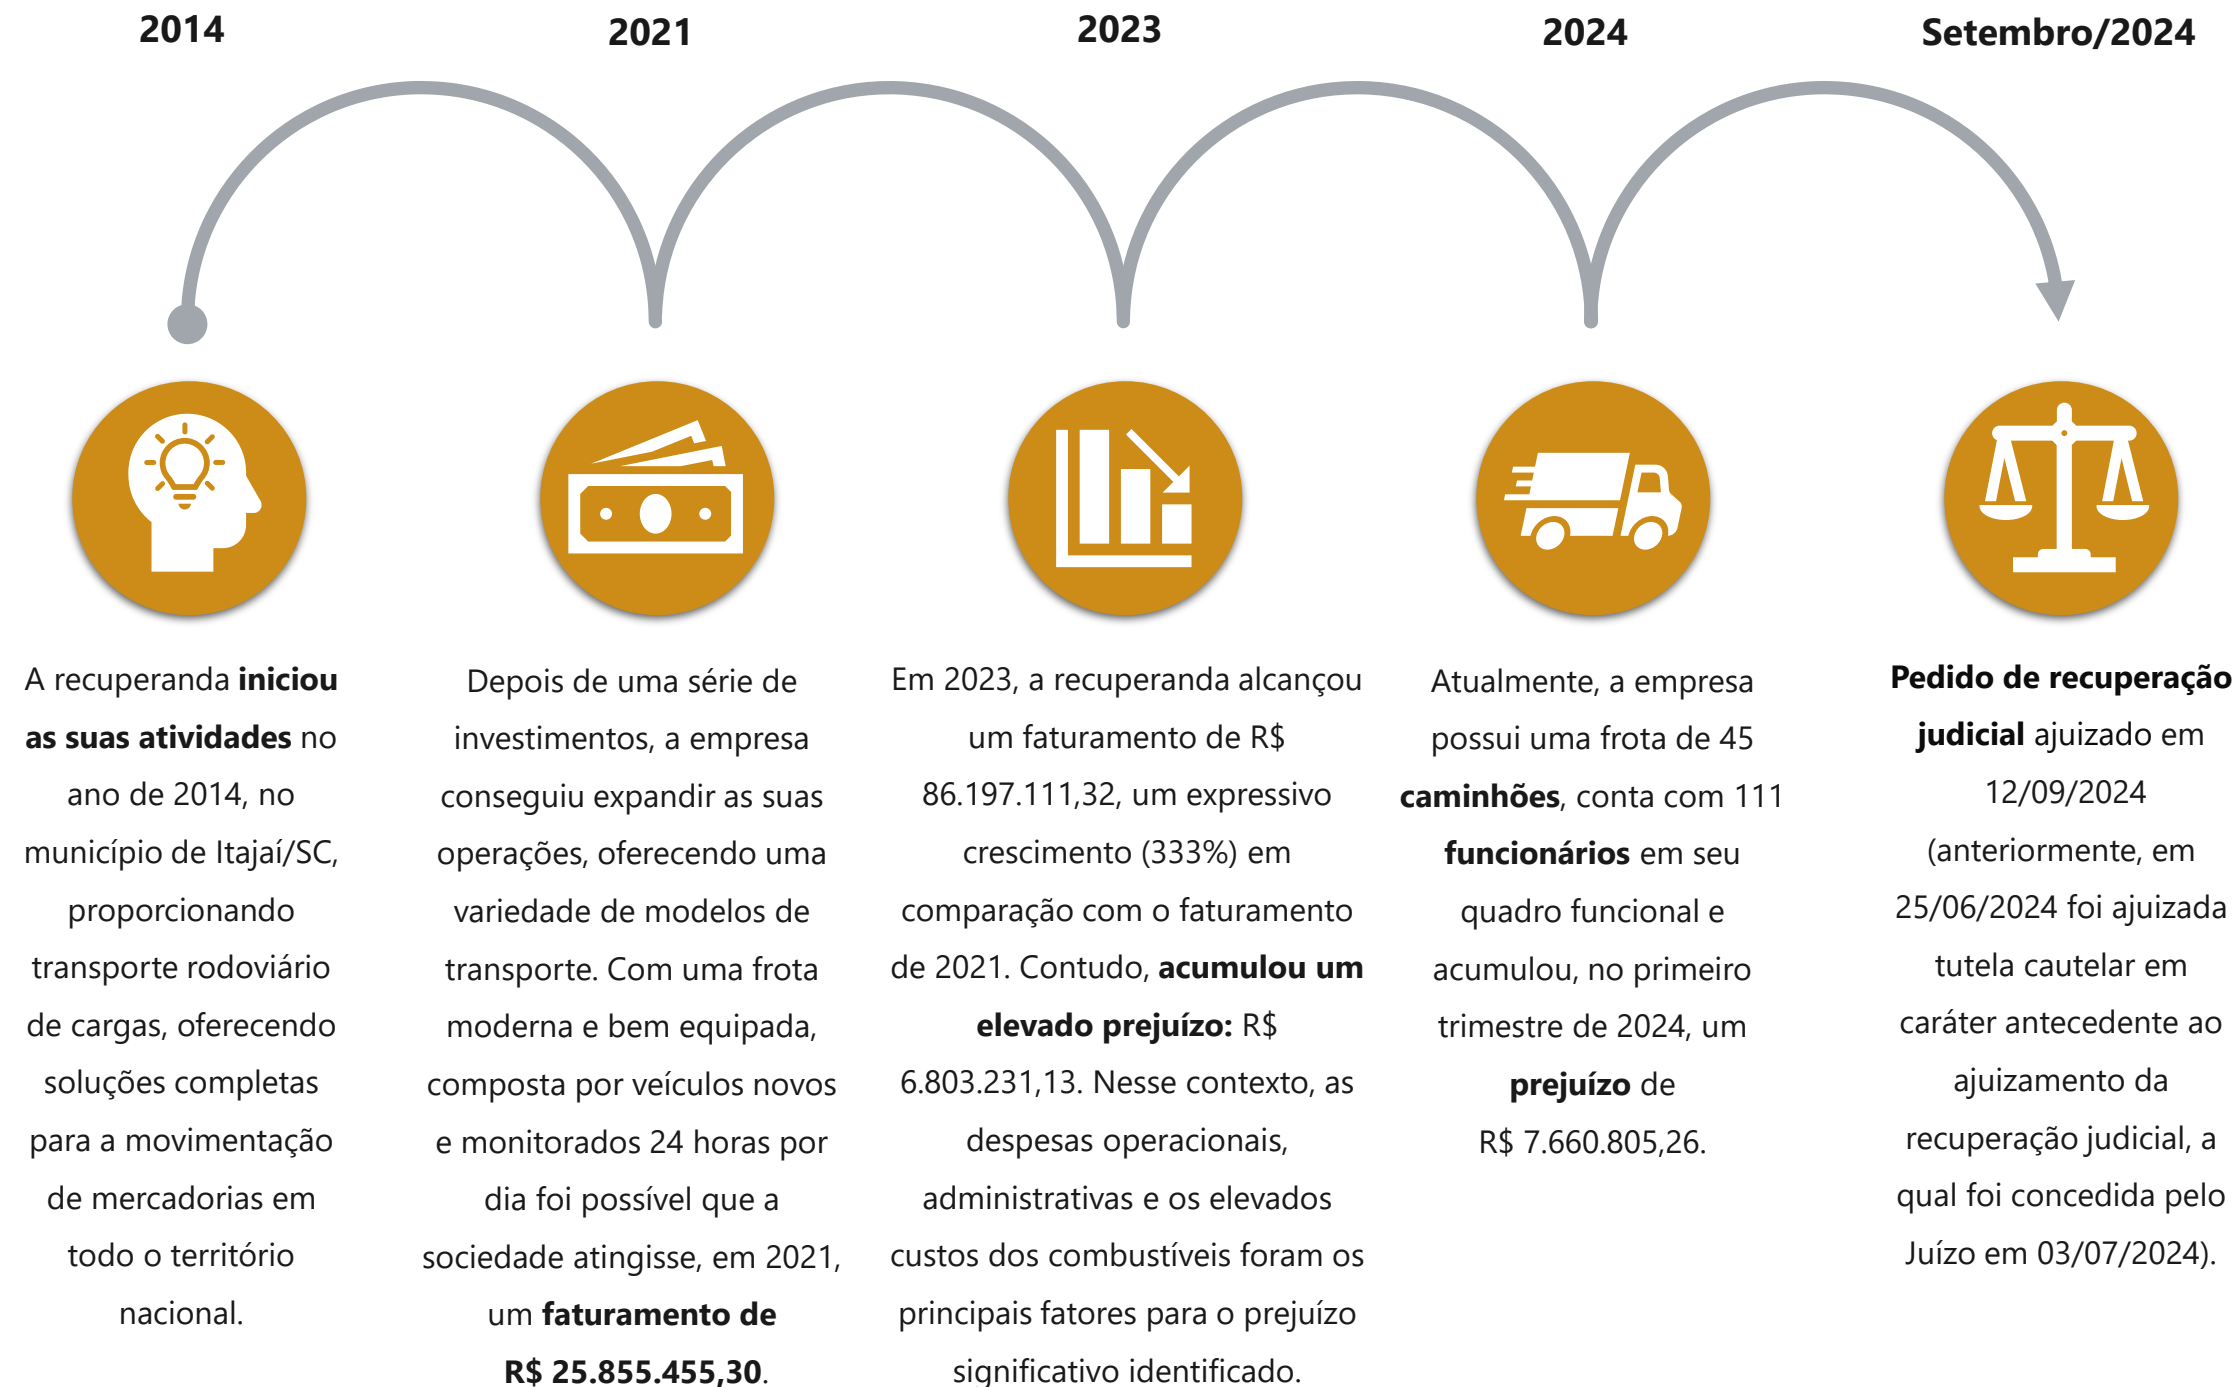 2014
A recuperanda iniciou
as suas atividades no
ano de 2014, no
município de Itajaí/SC,
proporcionando
transporte rodoviário
de cargas, oferecendo
soluções completas
para a movimentação
de mercadorias em
todo o território
nacional.
2021
Depois de uma série de
investimentos, a empresa
conseguiu expandir as suas
operações, oferecendo uma
variedade de modelos de
transporte. Com uma frota
moderna e bem equipada,
composta por veículos novos
e monitorados 24 horas por
dia foi possível que a
sociedade atingisse, em 2021,
um faturamento de
R$ 25.855.455,30.
2023
Em 2023, a recuperanda alcançou
um faturamento de R$
86.197.111,32, um expressivo
crescimento (333%) em
comparação com o faturamento
de 2021. Contudo, acumulou um
elevado prejuízo: R$
6.803.231,13. Nesse contexto, as
despesas operacionais,
administrativas e os elevados
custos dos combustíveis foram os
principais fatores para o prejuízo
significativo identificado.
2024
Atualmente, a empresa
possui uma frota de 45
caminhões, conta com 111
funcionários em seu
quadro funcional e
acumulou, no primeiro
trimestre de 2024, um
prejuízo de
R$ 7.660.805,26.
Setembro/2024
Pedido de recuperação
judicial ajuizado em
12/09/2024
(anteriormente, em
25/06/2024 foi ajuizada
tutela cautelar em
caráter antecedente ao
ajuizamento da
recuperação judicial, a
qual foi concedida pelo
Juízo em 03/07/2024).